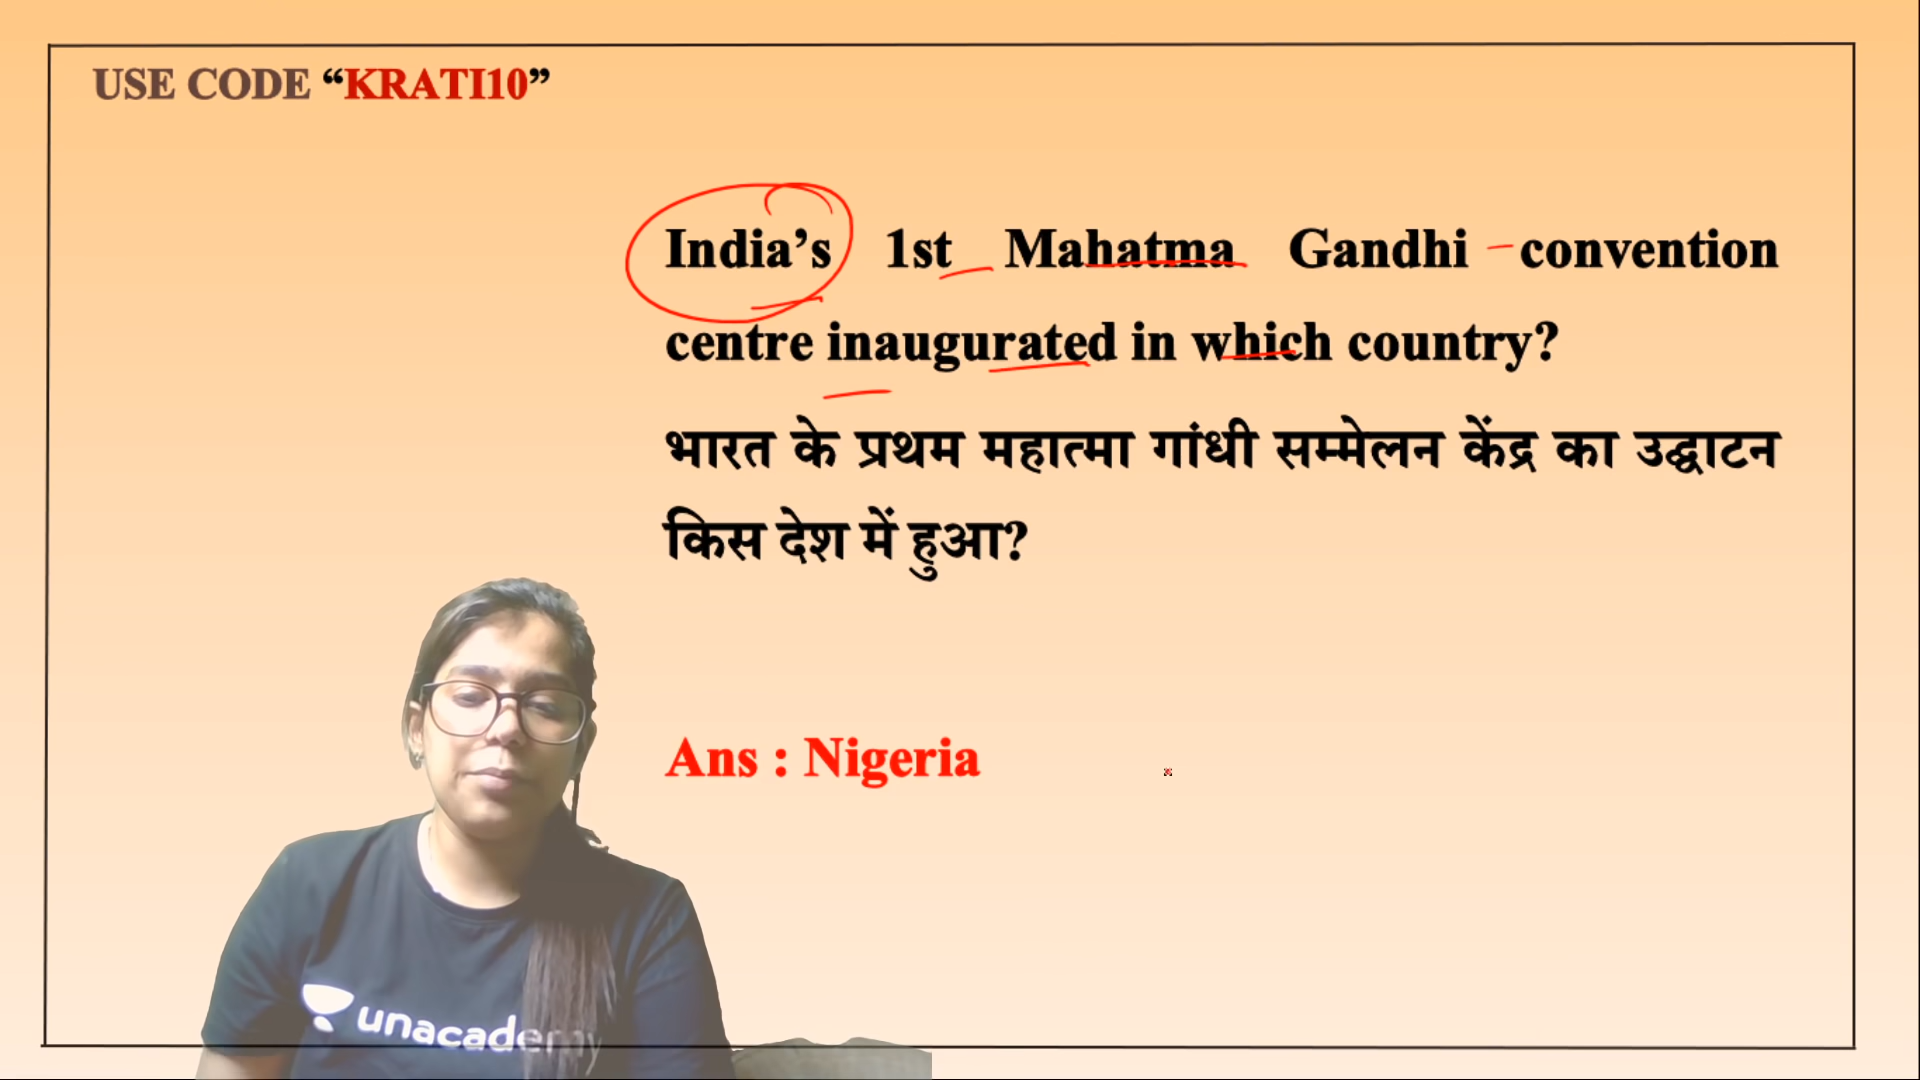 USE CODE “KRATI10”
India’s 1st Mahatma Gandhi convention
centre inaugurated in which country?
भारत के प्रथम महात्मा गांधी सम्मेलन केंद्र का उद्घाटन
किस देश में हुआ?
Ans : Nigeria
unacademy